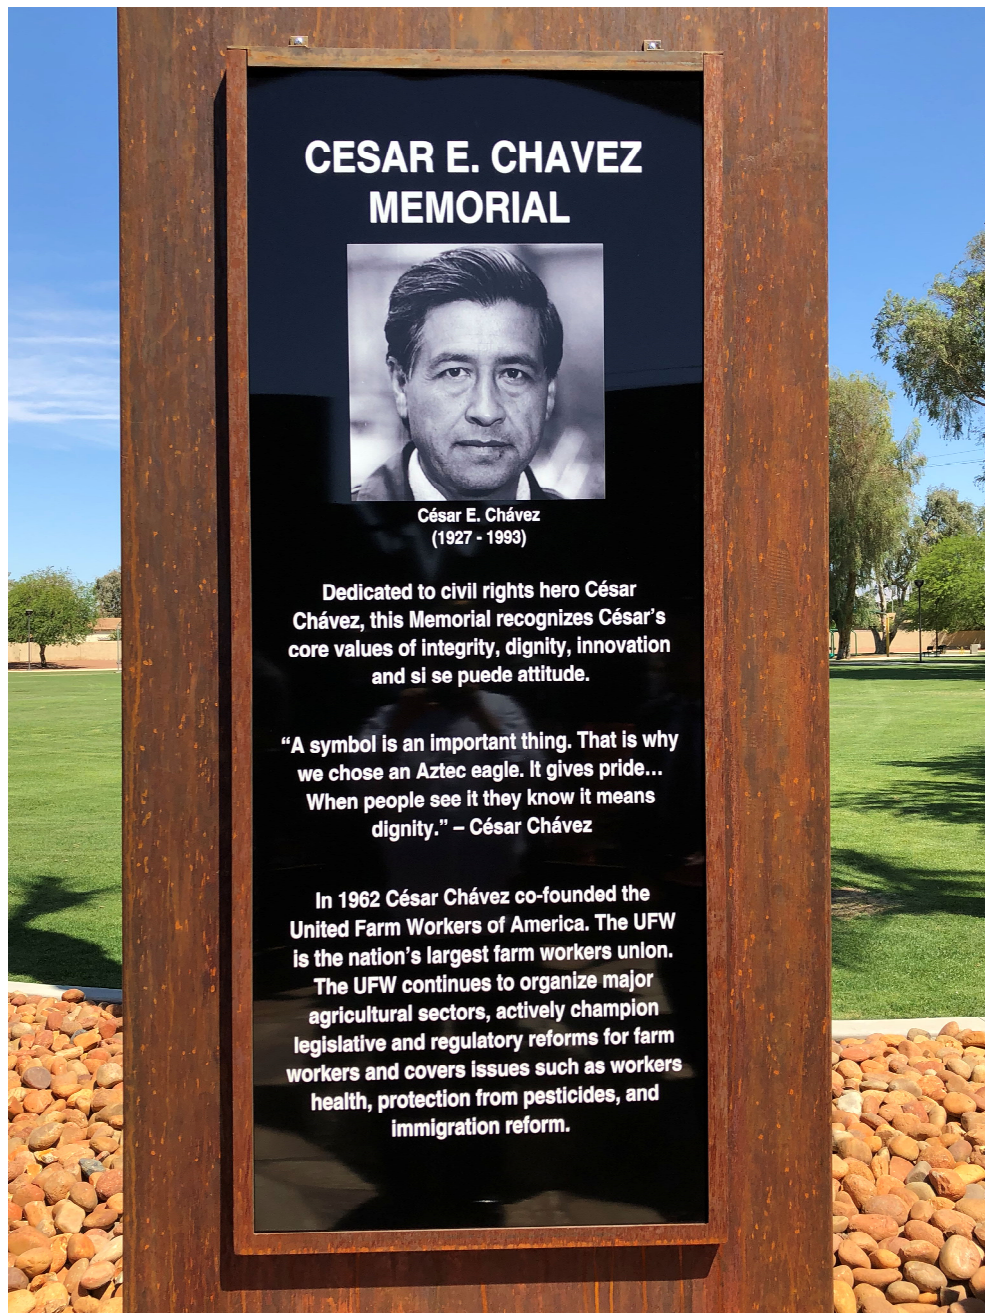 CESAR E. CHAVEZ
MEMORIAL
César E. Chávez
(1927 - 1993)
Dedicated to civil rights hero César
Chávez, this Memorial recognizes César's
core values of integrity, dignity, innovation
and si se puede attitude.
“A symbol is an important thing. That is why
we chose an Aztec eagle. It gives pride...
When people see it they know it means
dignity.” – César Chávez
In 1962 César Chávez co-founded the
United Farm Workers of America. The UFW
is the nation's largest farm workers union.
The UFW continues to organize major
agricultural sectors, actively champion
legislative and regulatory reforms for farm
workers and covers issues such as workers
health, protection from pesticides, and
immigration reform.